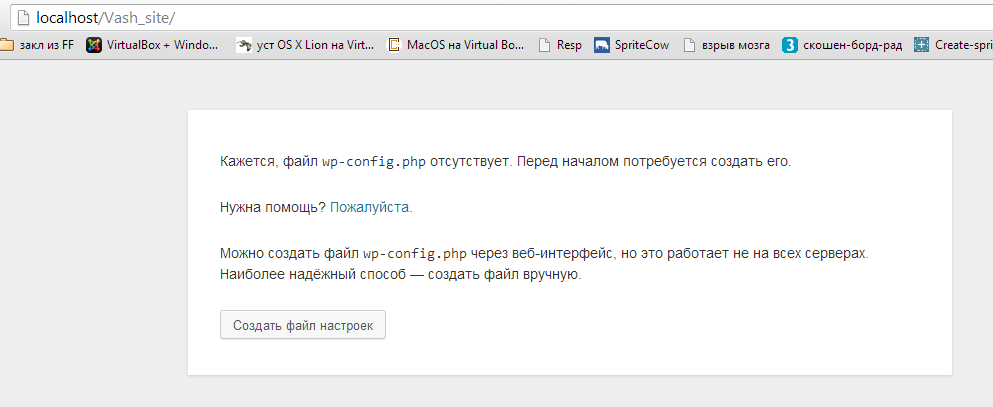 localhost/Vash_site/
закл из FF VirtualBox + Windo... уст OS X Lion на Virt... MacOS на Virtual Bo... Resp SpriteCow взрыв мозга скошен-борд-рад Create-spri
Кажется, файл wp-config.php отсутствует. Перед началом потребуется создать его.
Нужна помощь? Пожалуйста.
Можно создать файл wp-config.php через веб-интерфейс, но это работает не на всех серверах.
Наиболее надёжный способ — создать файл вручную.
Создать файл настроек